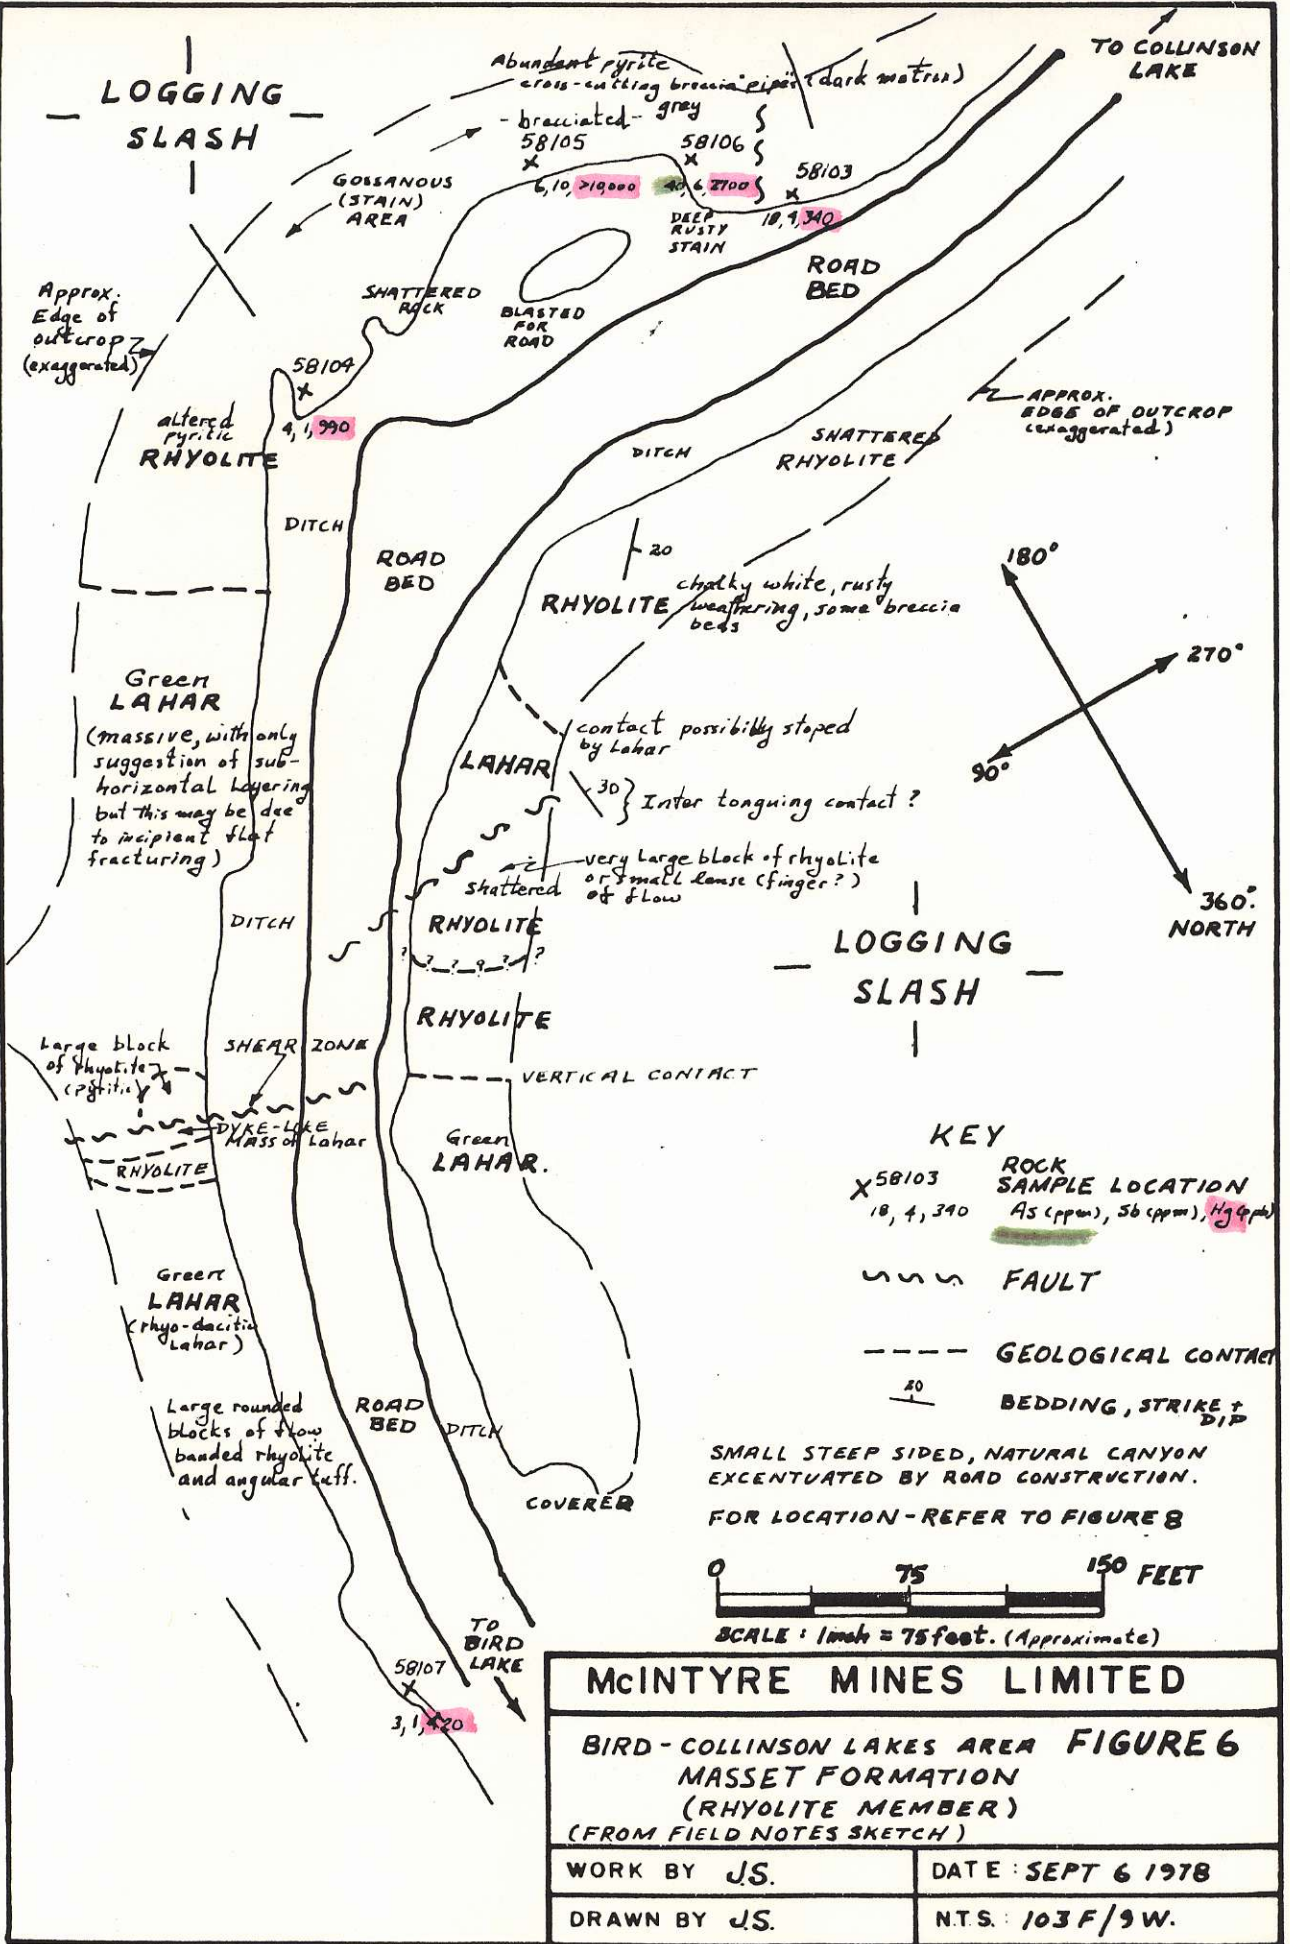 TO COLLINSON
LAKE
LOGGING
SLASH
Abundant pyrite
cross-cutting breccia "pipes" (dark matrix)
grey
- brecciated -
58105
58106
58103
6, 10, >10,000
40, 6, 2700
18, 4, 340
GOSSANOUS
(STAIN)
AREA
DEEP
RUSTY
STAIN
ROAD
BED
SHATTERED
ROCK
BLASTED
FOR
ROAD
Approx.
Edge of
outcrop
(exaggerated)
58104
4, 1, 990
altered
pyritic
RHYOLITE
APPROX.
EDGE OF OUTCROP
(exaggerated)
SHATTERED
RHYOLITE
DITCH
DITCH
ROAD
BED
20
RHYOLITE
chalky white, rusty
weathering, some breccia
beds
180°
270°
90°
360°
NORTH
Green
LAHAR
(massive, with only
suggestion of sub-
horizontal layering
but this may be due
to incipient flat
fracturing)
contact possibilly stoped
by Lahar
LAHAR
30
Inter tonguing contact ?
very large block of rhyolite
or small lense (finger?)
of flow
shattered
RHYOLITE
? ? ? ? ? ?
DITCH
LOGGING
SLASH
RHYOLITE
Large block
of rhyolite
(pyritic)
SHEAR ZONE
VERTICAL CONTACT
DYKE-LIKE
MASS of Lahar
RHYOLITE
Green
LAHAR.
KEY
58103
18, 4, 340
ROCK
SAMPLE LOCATION
As (ppm), Sb (ppm), Hg (ppb)
FAULT
GEOLOGICAL CONTACT
20
BEDDING, STRIKE +
DIP
Green
LAHAR
(rhyo-dacitic
Lahar)
Large rounded
blocks of flow
banded rhyolite
and angular tuff.
ROAD
BED
DITCH
COVERED
SMALL STEEP SIDED, NATURAL CANYON
EXCENTUATED BY ROAD CONSTRUCTION.
FOR LOCATION - REFER TO FIGURE 8
0 75 150 FEET
SCALE : 1 inch = 75 feet. (Approximate)
TO
BIRD
LAKE
58107
3, 1, 420
McINTYRE MINES LIMITED
BIRD - COLLINSON LAKES AREA FIGURE 6
MASSET FORMATION
(RHYOLITE MEMBER)
(FROM FIELD NOTES SKETCH)
WORK BY J.S.
DATE : SEPT 6 1978
DRAWN BY J.S.
N.T.S. : 103 F/9 W.